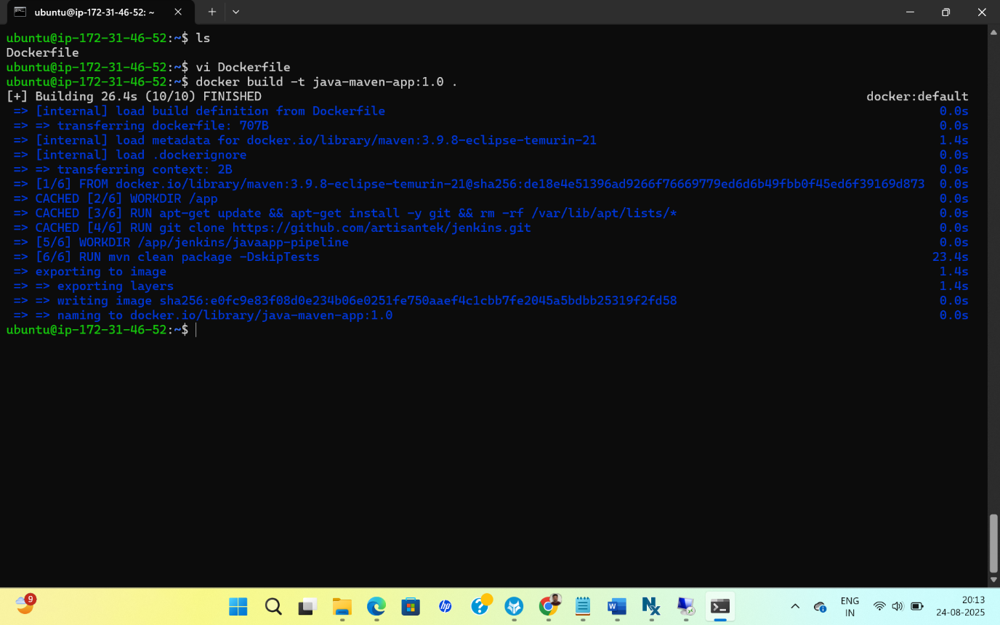 ubuntu@ip-172-31-46-52: ~
ubuntu@ip-172-31-46-52:~$ ls
Dockerfile
ubuntu@ip-172-31-46-52:~$ vi Dockerfile
ubuntu@ip-172-31-46-52:~$ docker build -t java-maven-app:1.0 .
[+] Building 26.4s (10/10) FINISHED docker:default
=> [internal] load build definition from Dockerfile 0.0s
=> => transferring dockerfile: 707B 0.0s
=> [internal] load metadata for docker.io/library/maven:3.9.8-eclipse-temurin-21 1.4s
=> [internal] load .dockerignore 0.0s
=> => transferring context: 2B 0.0s
=> [1/6] FROM docker.io/library/maven:3.9.8-eclipse-temurin-21@sha256:de18e4e51396ad9266f76669779ed6d6b49fbb0f45ed6f39169d873 0.0s
=> CACHED [2/6] WORKDIR /app 0.0s
=> CACHED [3/6] RUN apt-get update && apt-get install -y git && rm -rf /var/lib/apt/lists/* 0.0s
=> CACHED [4/6] RUN git clone https://github.com/artisantek/jenkins.git 0.0s
=> [5/6] WORKDIR /app/jenkins/javaapp-pipeline 0.0s
=> [6/6] RUN mvn clean package -DskipTests 23.4s
=> exporting to image 1.4s
=> => exporting layers 1.4s
=> => writing image sha256:e0fc9e83f08d0e234b06e0251fe750aaef4c1cbb7fe2045a5bdbb25319f2fd58 0.0s
=> => naming to docker.io/library/java-maven-app:1.0 0.0s
ubuntu@ip-172-31-46-52:~$
9
hp
ENG
IN
20:13
24-08-2025